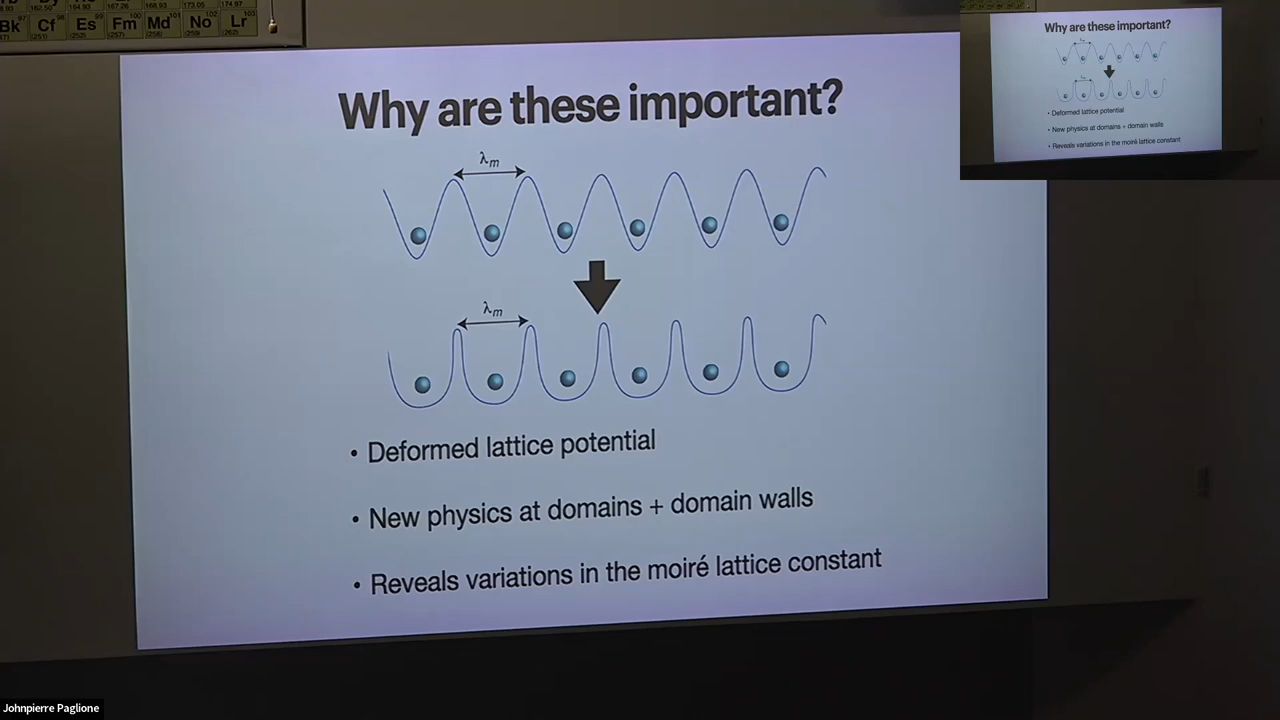 Bk Cf Es Fm Md No Lr
Why are these important?
λm
λm
• Deformed lattice potential
• New physics at domains + domain walls
• Reveals variations in the moiré lattice constant
Why are these important?
• Deformed lattice potential
• New physics at domains + domain walls
• Reveals variations in the moiré lattice constant
Johnpierre Paglione